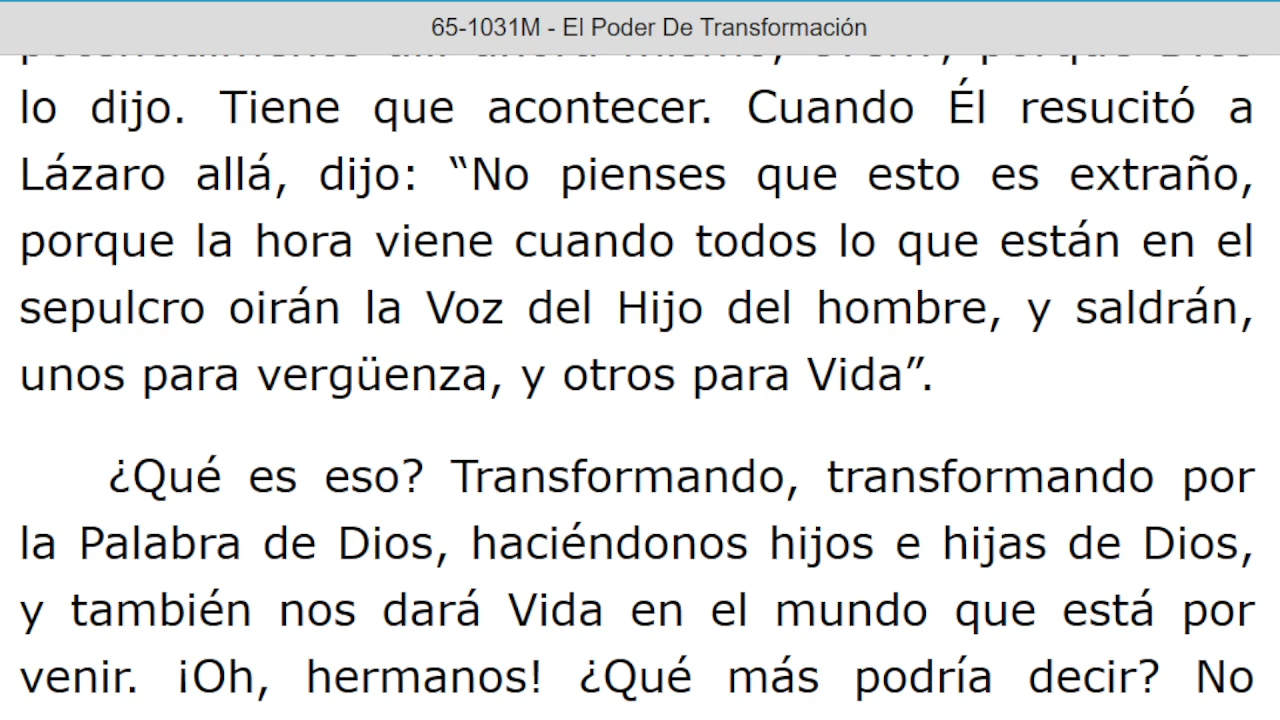 65-1031M - El Poder De Transformación
lo dijo. Tiene que acontecer. Cuando Él resucitó a
Lázaro allá, dijo: “No pienses que esto es extraño,
porque la hora viene cuando todos lo que están en el
sepulcro oirán la Voz del Hijo del hombre, y saldrán,
unos para vergüenza, y otros para Vida”.
¿Qué es eso? Transformando, transformando por
la Palabra de Dios, haciéndonos hijos e hijas de Dios,
y también nos dará Vida en el mundo que está por
venir. ¡Oh, hermanos! ¿Qué más podría decir? No